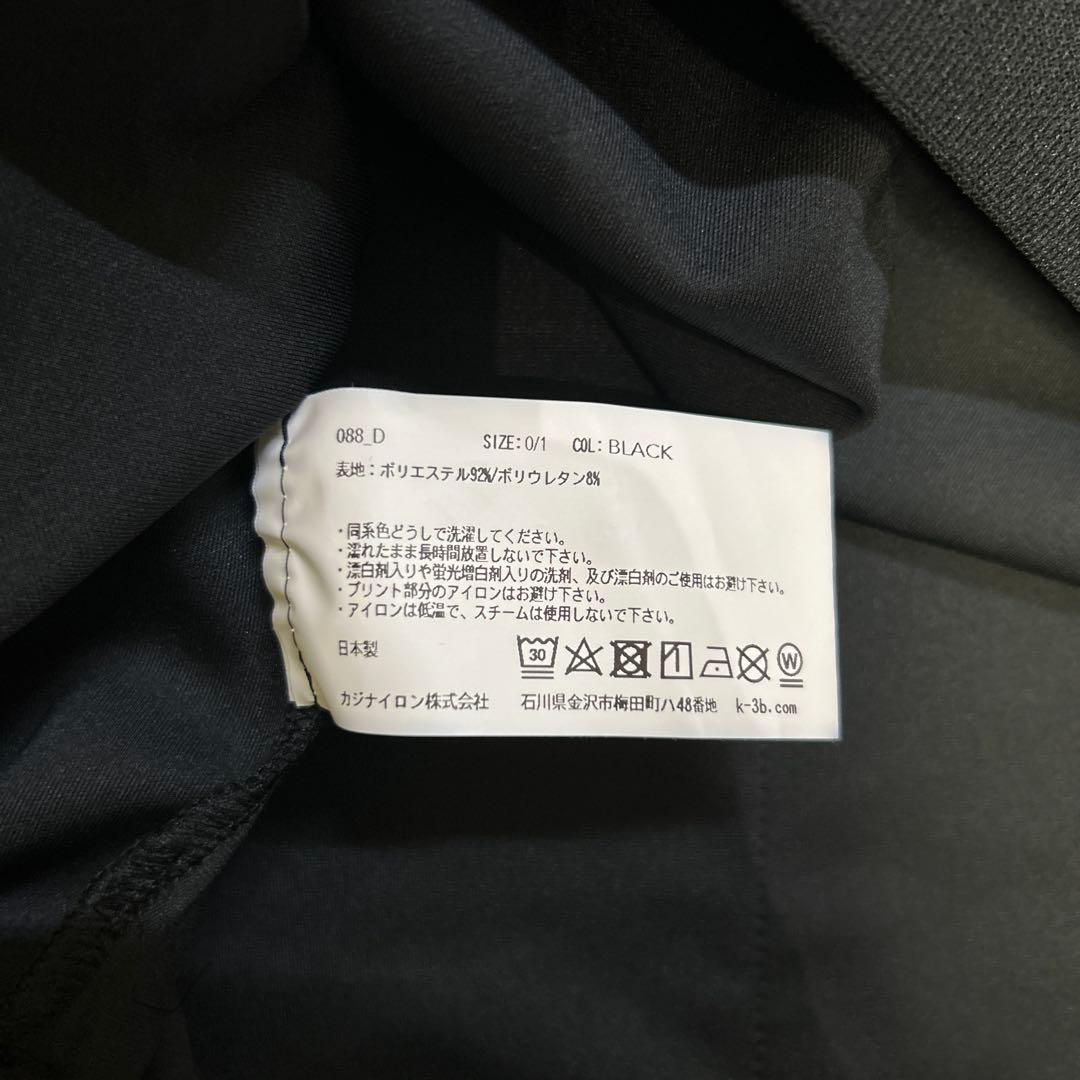 088_D SIZE:0/1 COL:BLACK
表地：ポリエステル92%/ポリウレタン8%
・同系色どうしで洗濯してください。
・濡れたまま長時間放置しないで下さい。
・漂白剤入りや蛍光増白剤入りの洗剤、及び漂白剤のご使用はお避け下さい。
・プリント部分のアイロンはお避け下さい。
・アイロンは低温で、スチームは使用しないで下さい。
日本製 30 W
カジナイロン株式会社 石川県金沢市梅田町ハ48番地 k-3b.com